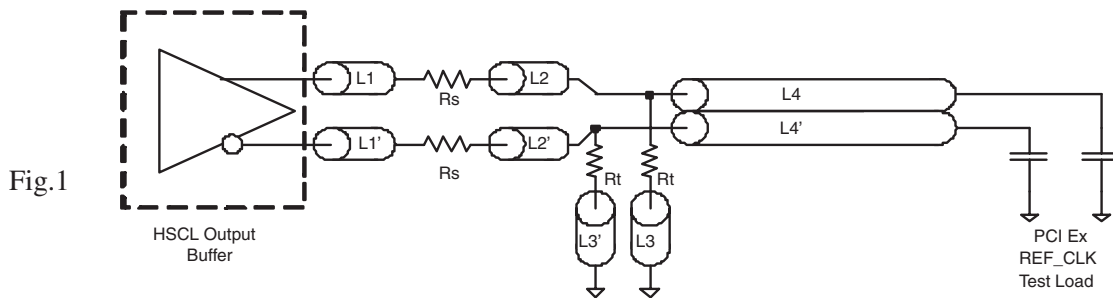 L1
Rs
L2
L4
L1'
Rs
L2'
L4'
Rt
Rt
L3'
L3
Fig.1
HSCL Output
Buffer
PCI Ex
REF_CLK
Test Load